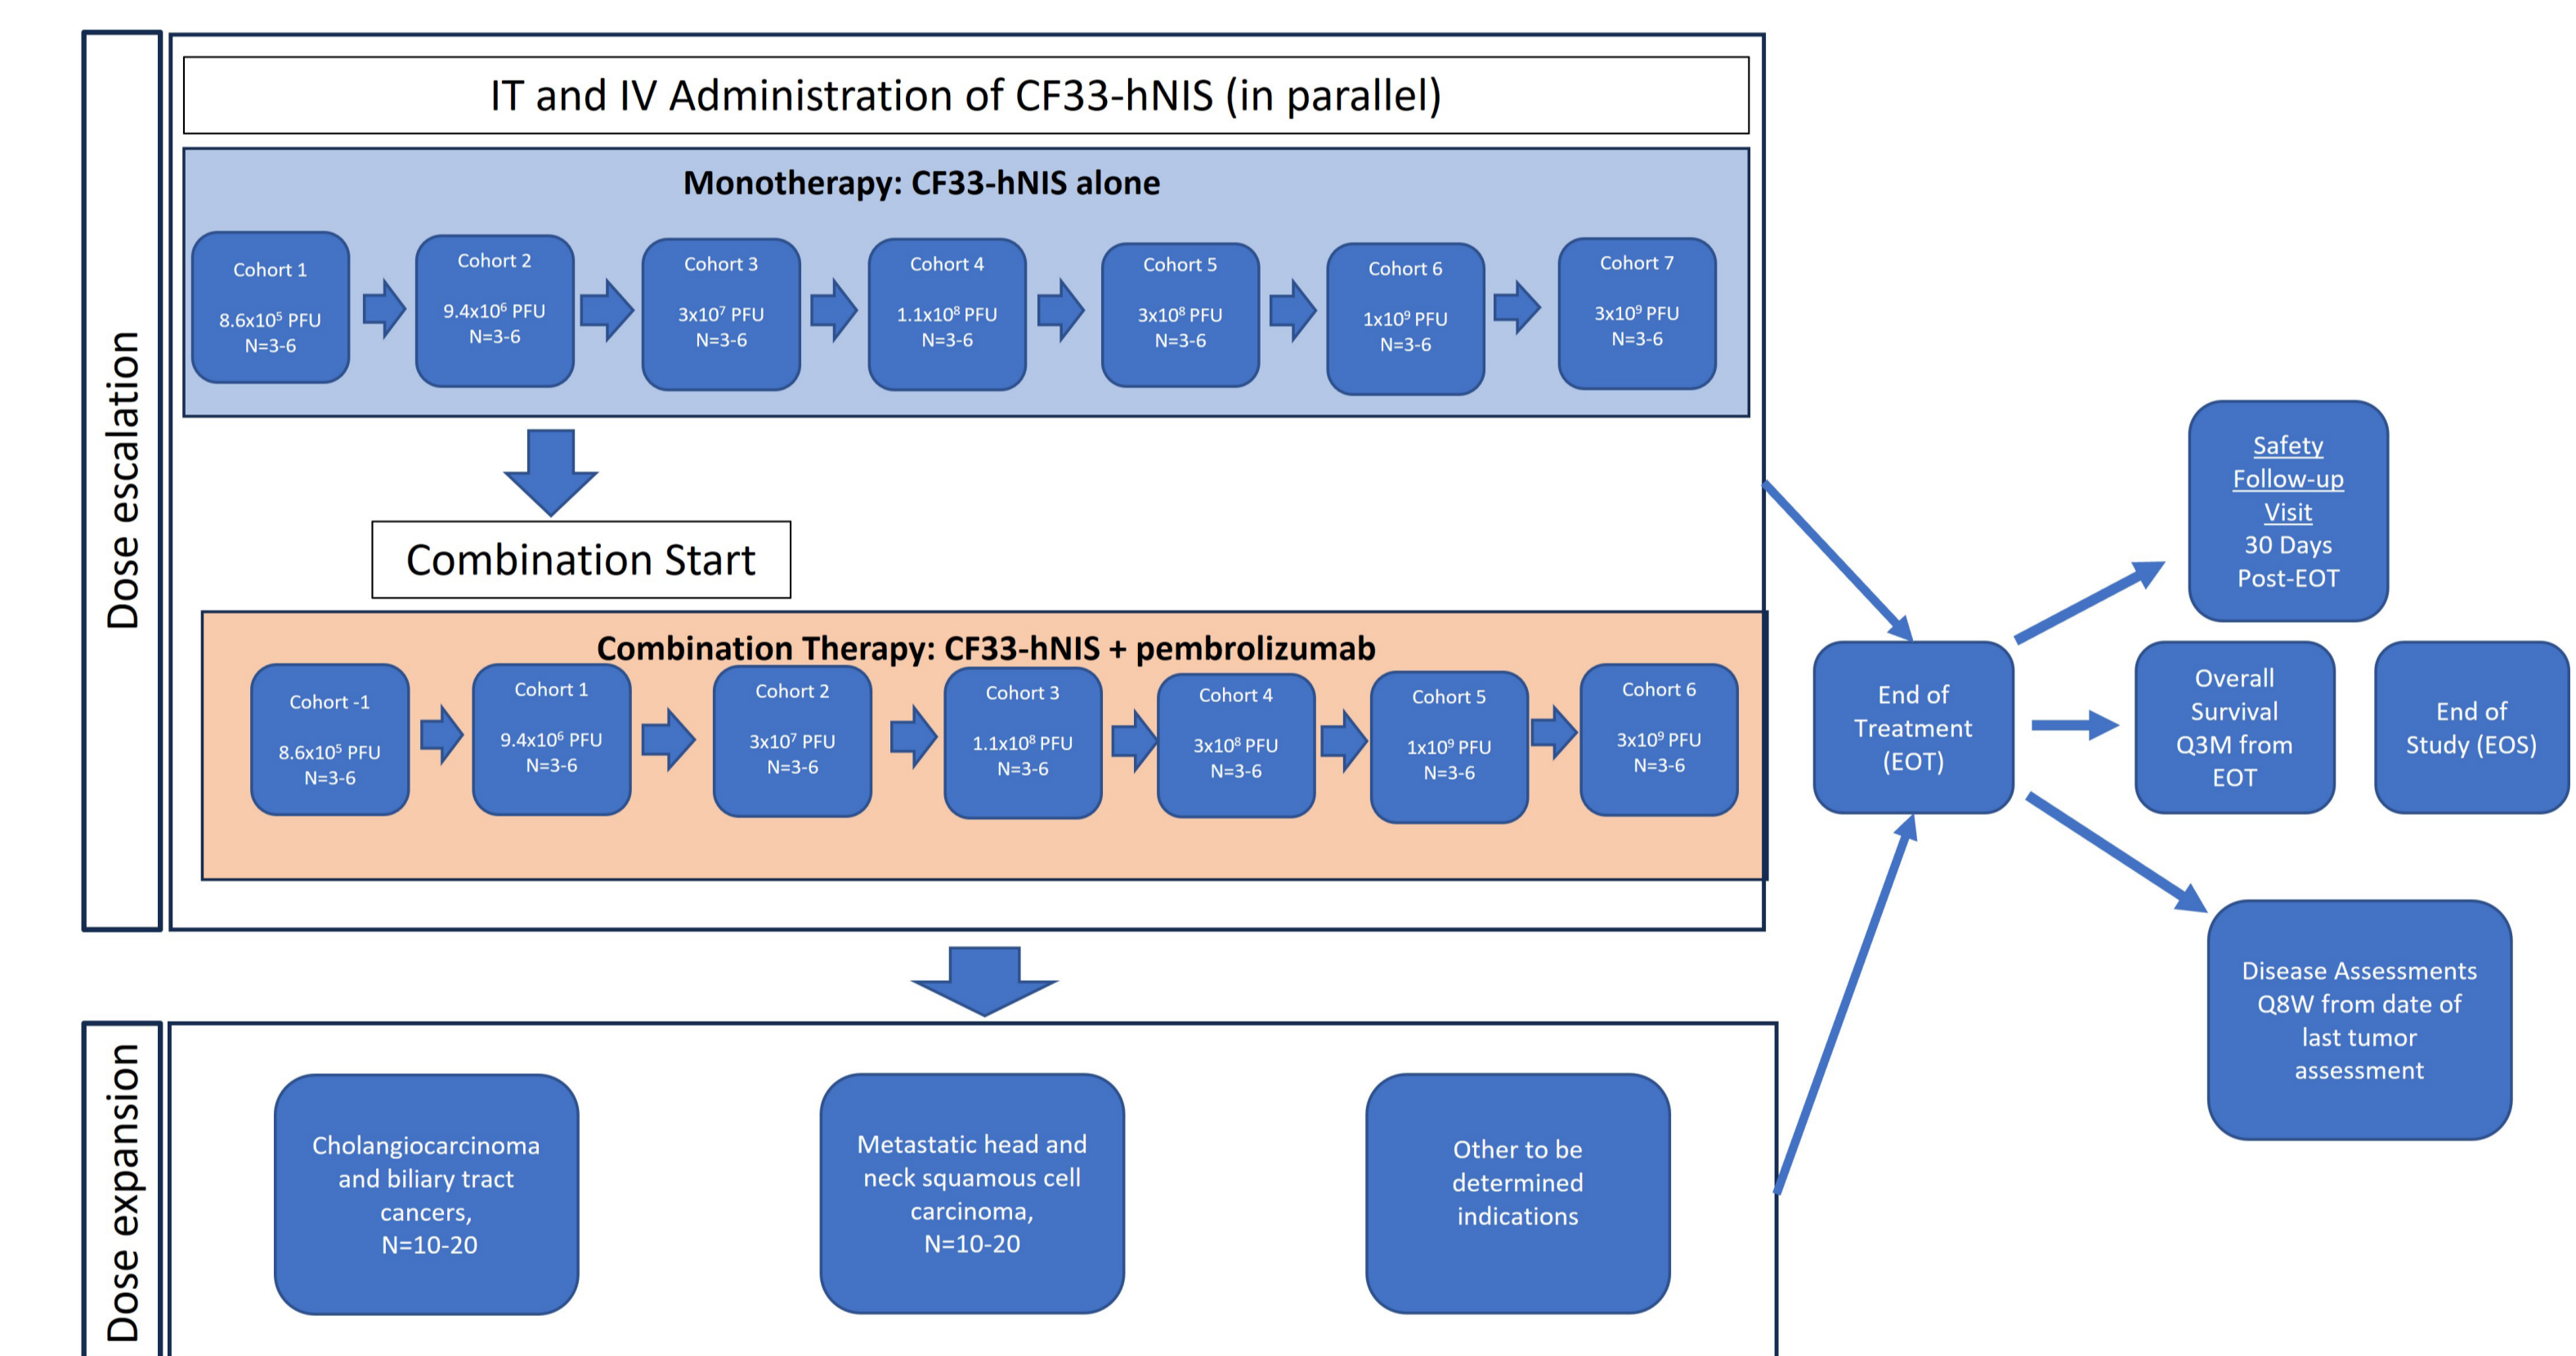 Dose escalation
IT and IV Administration of CF33-hNIS (in parallel)
Monotherapy: CF33-hNIS alone
Cohort 1
8.6x10⁵ PFU
N=3-6
Cohort 2
9.4x10⁶ PFU
N=3-6
Cohort 3
3x10⁷ PFU
N=3-6
Cohort 4
1.1x10⁸ PFU
N=3-6
Cohort 5
3x10⁸ PFU
N=3-6
Cohort 6
1x10⁹ PFU
N=3-6
Cohort 7
3x10⁹ PFU
N=3-6
Combination Start
Combination Therapy: CF33-hNIS + pembrolizumab
Cohort -1
8.6x10⁵ PFU
N=3-6
Cohort 1
9.4x10⁶ PFU
N=3-6
Cohort 2
3x10⁷ PFU
N=3-6
Cohort 3
1.1x10⁸ PFU
N=3-6
Cohort 4
3x10⁸ PFU
N=3-6
Cohort 5
1x10⁹ PFU
N=3-6
Cohort 6
3x10⁹ PFU
N=3-6
Dose expansion
Cholangiocarcinoma
and biliary tract
cancers,
N=10-20
Metastatic head and
neck squamous cell
carcinoma,
N=10-20
Other to be
determined
indications
End of
Treatment
(EOT)
Safety
Follow-up
Visit
30 Days
Post-EOT
Overall
Survival
Q3M from
EOT
End of
Study (EOS)
Disease Assessments
Q8W from date of
last tumor
assessment